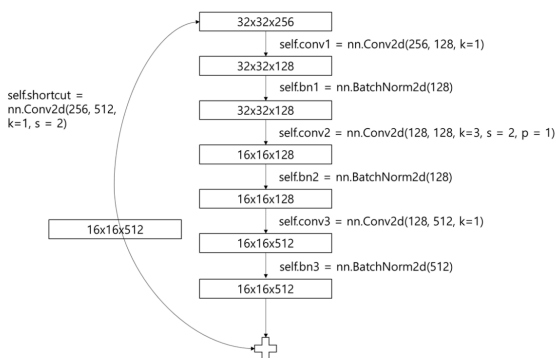 32x32x256
self.conv1 = nn.Conv2d(256, 128, k=1)
32x32x128
self.bn1 = nn.BatchNorm2d(128)
self.shortcut =
nn.Conv2d(256, 512,
k=1, s = 2)
32x32x128
self.conv2 = nn.Conv2d(128, 128, k=3, s = 2, p = 1)
16x16x128
self.bn2 = nn.BatchNorm2d(128)
16x16x128
self.conv3 = nn.Conv2d(128, 512, k=1)
16x16x512
16x16x512
self.bn3 = nn.BatchNorm2d(512)
16x16x512